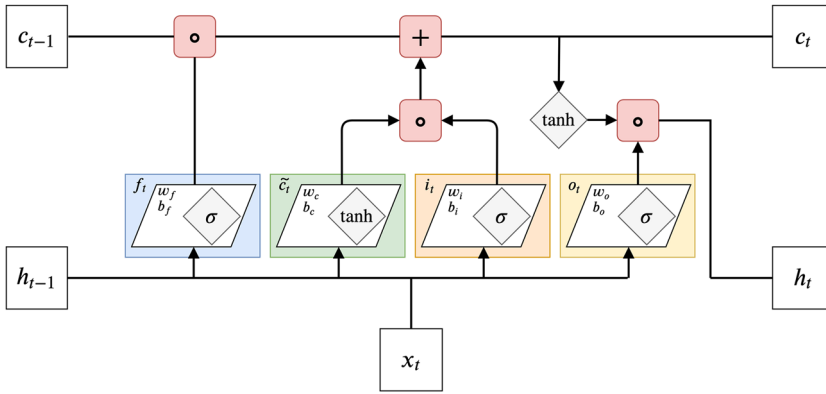 c_{t-1} ∘ + c_t
tanh ∘ ∘
f_t w_f b_f σ
c̃_t w_c b_c tanh
i_t w_i b_i σ
o_t w_o b_o σ
h_{t-1} h_t
x_t